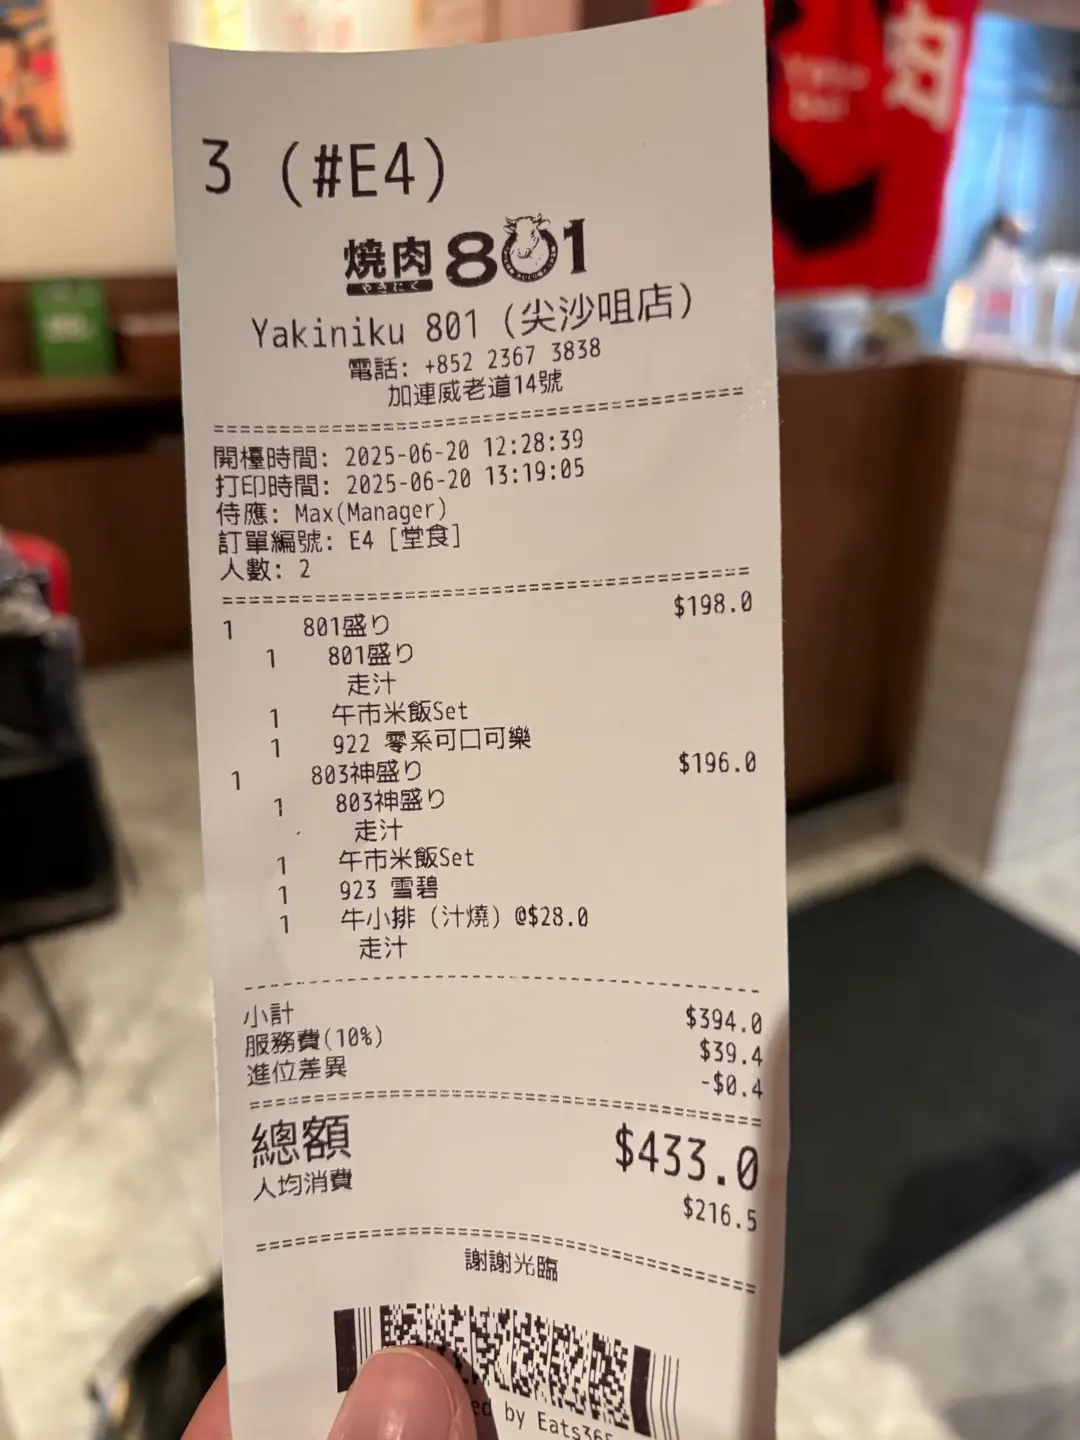 3 (#E4)
焼肉801
やきにく
Yakiniku 801 (尖沙咀店)
電話: +852 2367 3838
加連威老道14號
開檯時間: 2025-06-20 12:28:39
打印時間: 2025-06-20 13:19:05
侍應: Max(Manager)
訂單編號: E4 [堂食]
人數: 2
1 801盛り $198.0
1 801盛り
走汁
1 午市米飯Set
1 922 零系可口可樂
1 803神盛り $196.0
1 803神盛り
走汁
1 午市米飯Set
1 923 雪碧
1 牛小排 (汁燒) @$28.0
走汁
小計 $394.0
服務費(10%) $39.4
進位差異 -$0.4
總額 $433.0
人均消費 $216.5
謝謝光臨
by Eats365
肉